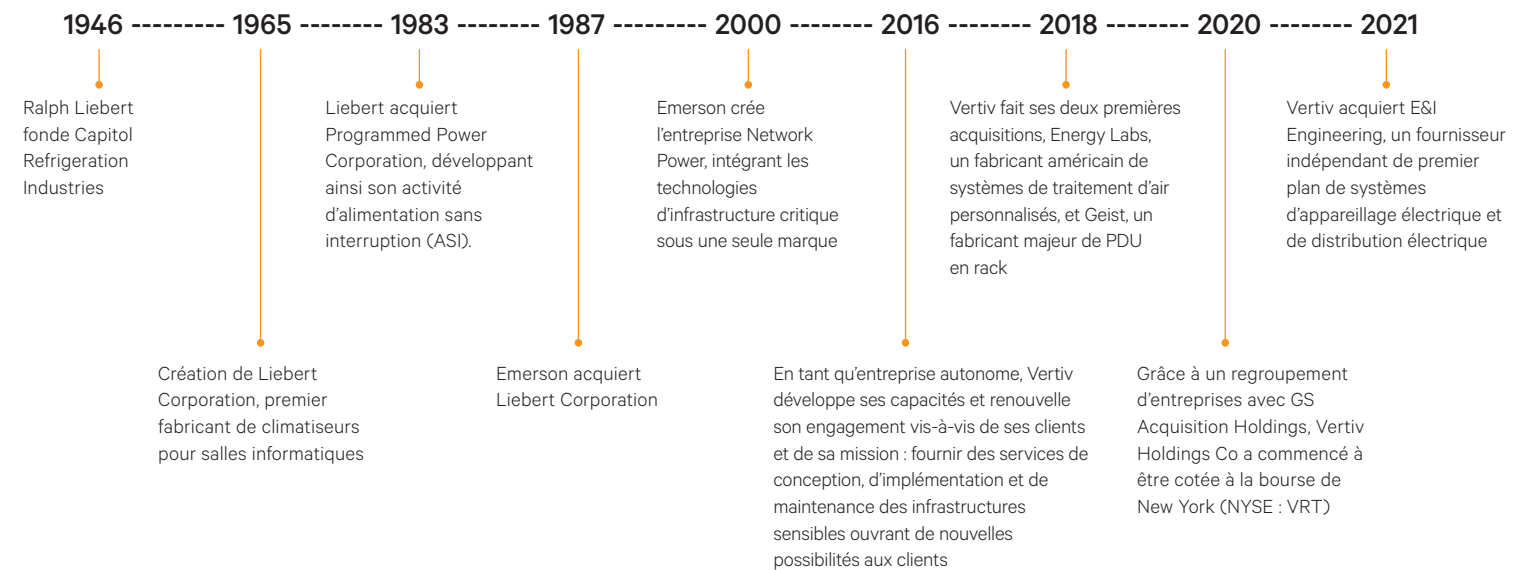 1946 --------- 1965 -------- 1983 -------- 1987 --------- 2000 --------- 2016 -------- 2018 -------- 2020 -------- 2021
Ralph Liebert
fonde Capitol
Refrigeration
Industries
Création de Liebert
Corporation, premier
fabricant de climatiseurs
pour salles informatiques
Liebert acquiert
Programmed Power
Corporation, développant
ainsi son activité
d’alimentation sans
interruption (ASI).
Emerson acquiert
Liebert Corporation
Emerson crée
l’entreprise Network
Power, intégrant les
technologies
d’infrastructure critique
sous une seule marque
En tant qu’entreprise autonome, Vertiv
développe ses capacités et renouvelle
son engagement vis-à-vis de ses clients
et de sa mission : fournir des services de
conception, d’implémentation et de
maintenance des infrastructures
sensibles ouvrant de nouvelles
possibilités aux clients
Vertiv fait ses deux premières
acquisitions, Energy Labs,
un fabricant américain de
systèmes de traitement d’air
personnalisés, et Geist, un
fabricant majeur de PDU
en rack
Grâce à un regroupement
d’entreprises avec GS
Acquisition Holdings, Vertiv
Holdings Co a commencé à
être cotée à la bourse de
New York (NYSE : VRT)
Vertiv acquiert E&I
Engineering, un fournisseur
indépendant de premier
plan de systèmes
d’appareillage électrique et
de distribution électrique